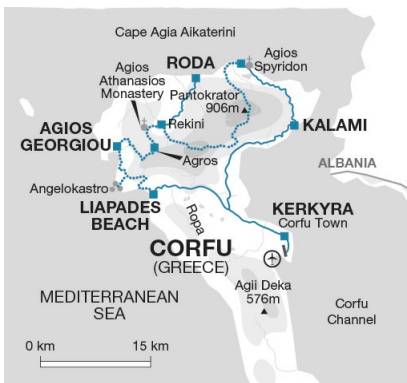 Cape Agia Aikaterini
RODA
Agios
Spyridon
Agios
Athanasios
Monastery
Pantokrator
906m
Rekini
AGIOS
GEORGIOU
KALAMI
Agros
ALBANIA
Angelokastro
LIAPADES
BEACH
Ropa
KERKYRA
Corfu Town
CORFU
(GREECE)
Agii Deka
576m
MEDITERRANEAN
SEA
Corfu
Channel
0 km
15 km